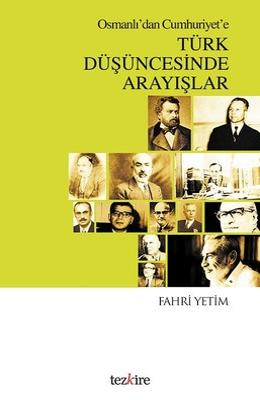 Osmanlı'dan Cumhuriyet'e
TÜRK
DÜŞÜNCESİNDE
ARAYIŞLAR
FAHRİ YETİM
tezkire